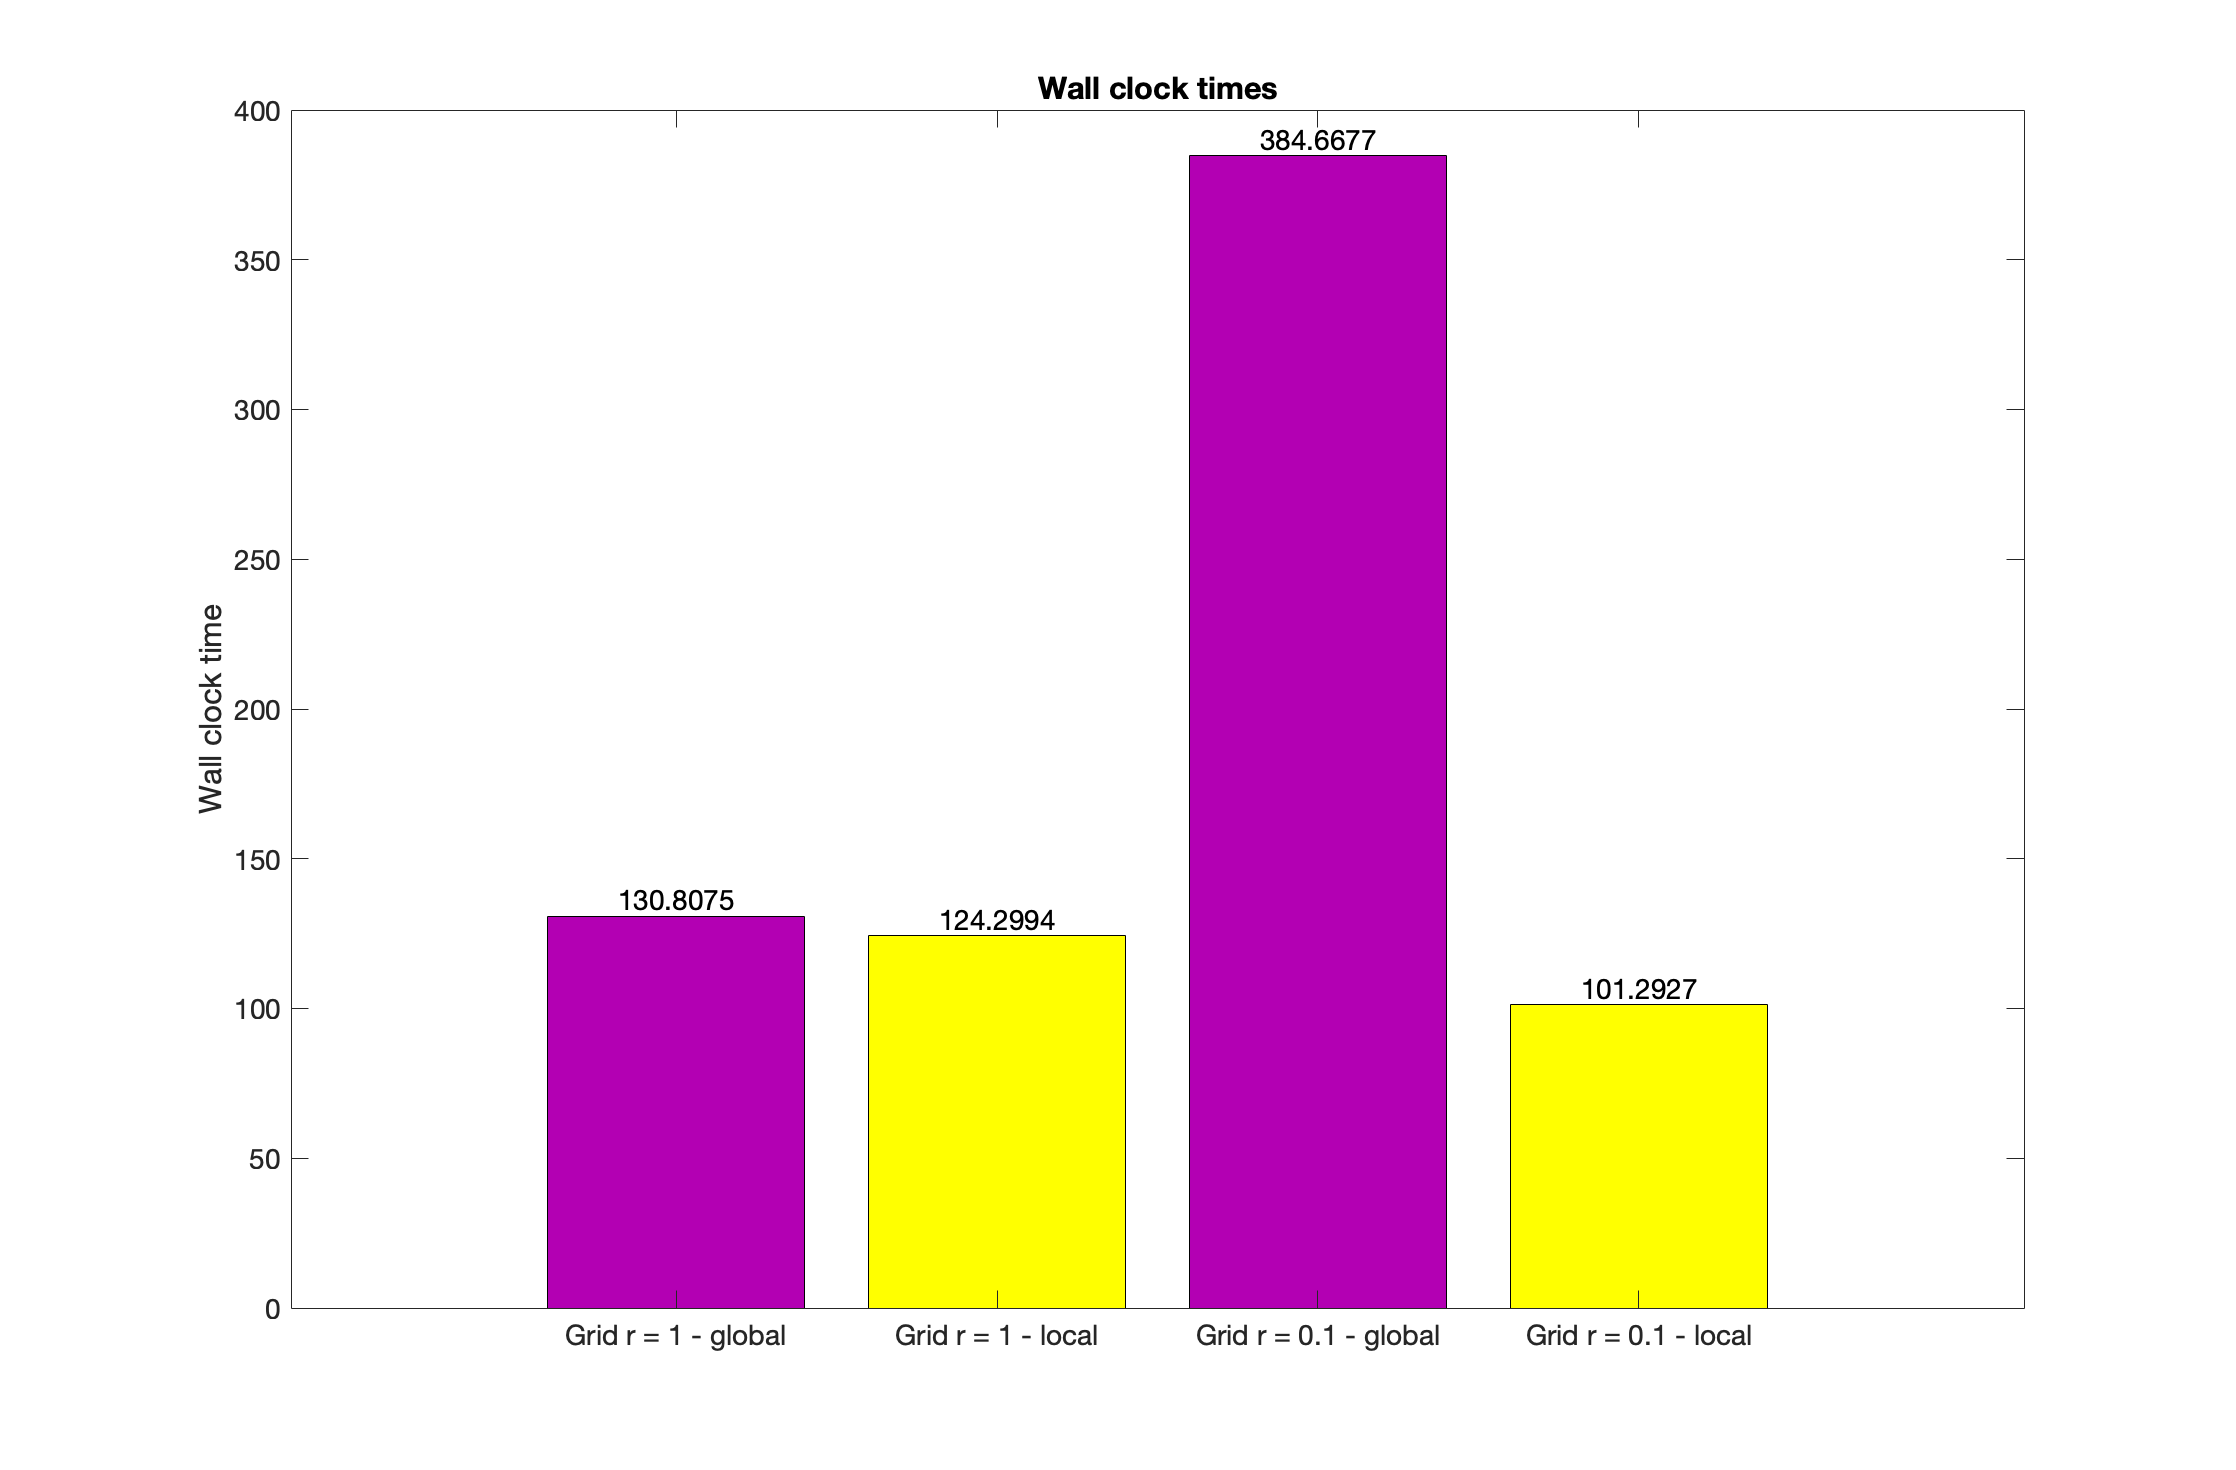 Wall clock times
400
350
300
250
200
150
100
50
0
Wall clock time
130.8075
124.2994
384.6677
101.2927
Grid r = 1 - global
Grid r = 1 - local
Grid r = 0.1 - global
Grid r = 0.1 - local